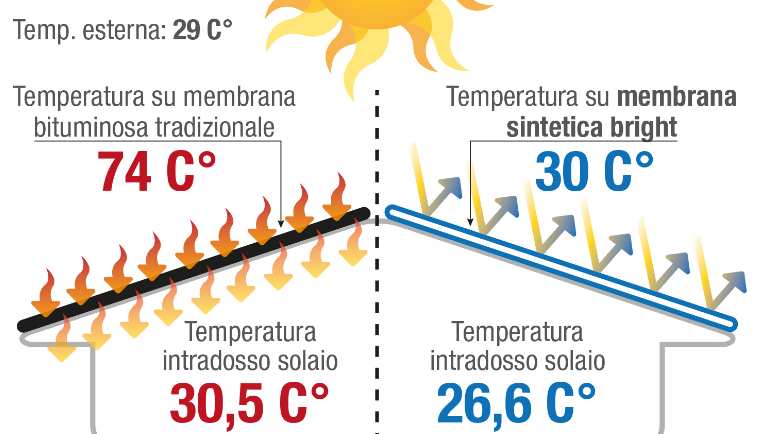 Temp. esterna: 29 C°
Temperatura su membrana
bituminosa tradizionale
74 C°
Temperatura su membrana
sintetica bright
30 C°
Temperatura
intradosso solaio
30,5 C°
Temperatura
intradosso solaio
26,6 C°